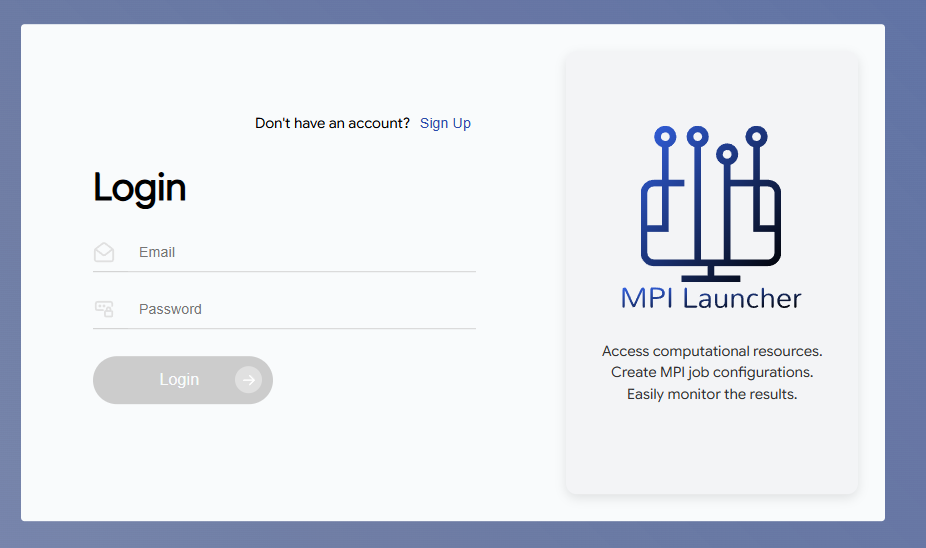 Don't have an account? Sign Up
Login
Email
Password
Login
MPI Launcher
Access computational resources.
Create MPI job configurations.
Easily monitor the results.